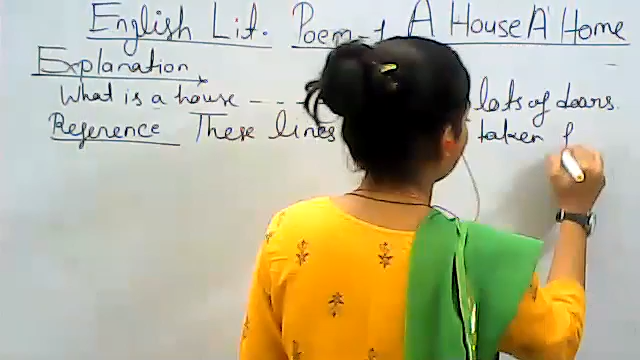 English Lit. Poem-1 A House A Home
Explanation
What is a house - - - lots of doors.
Reference These lines taken f